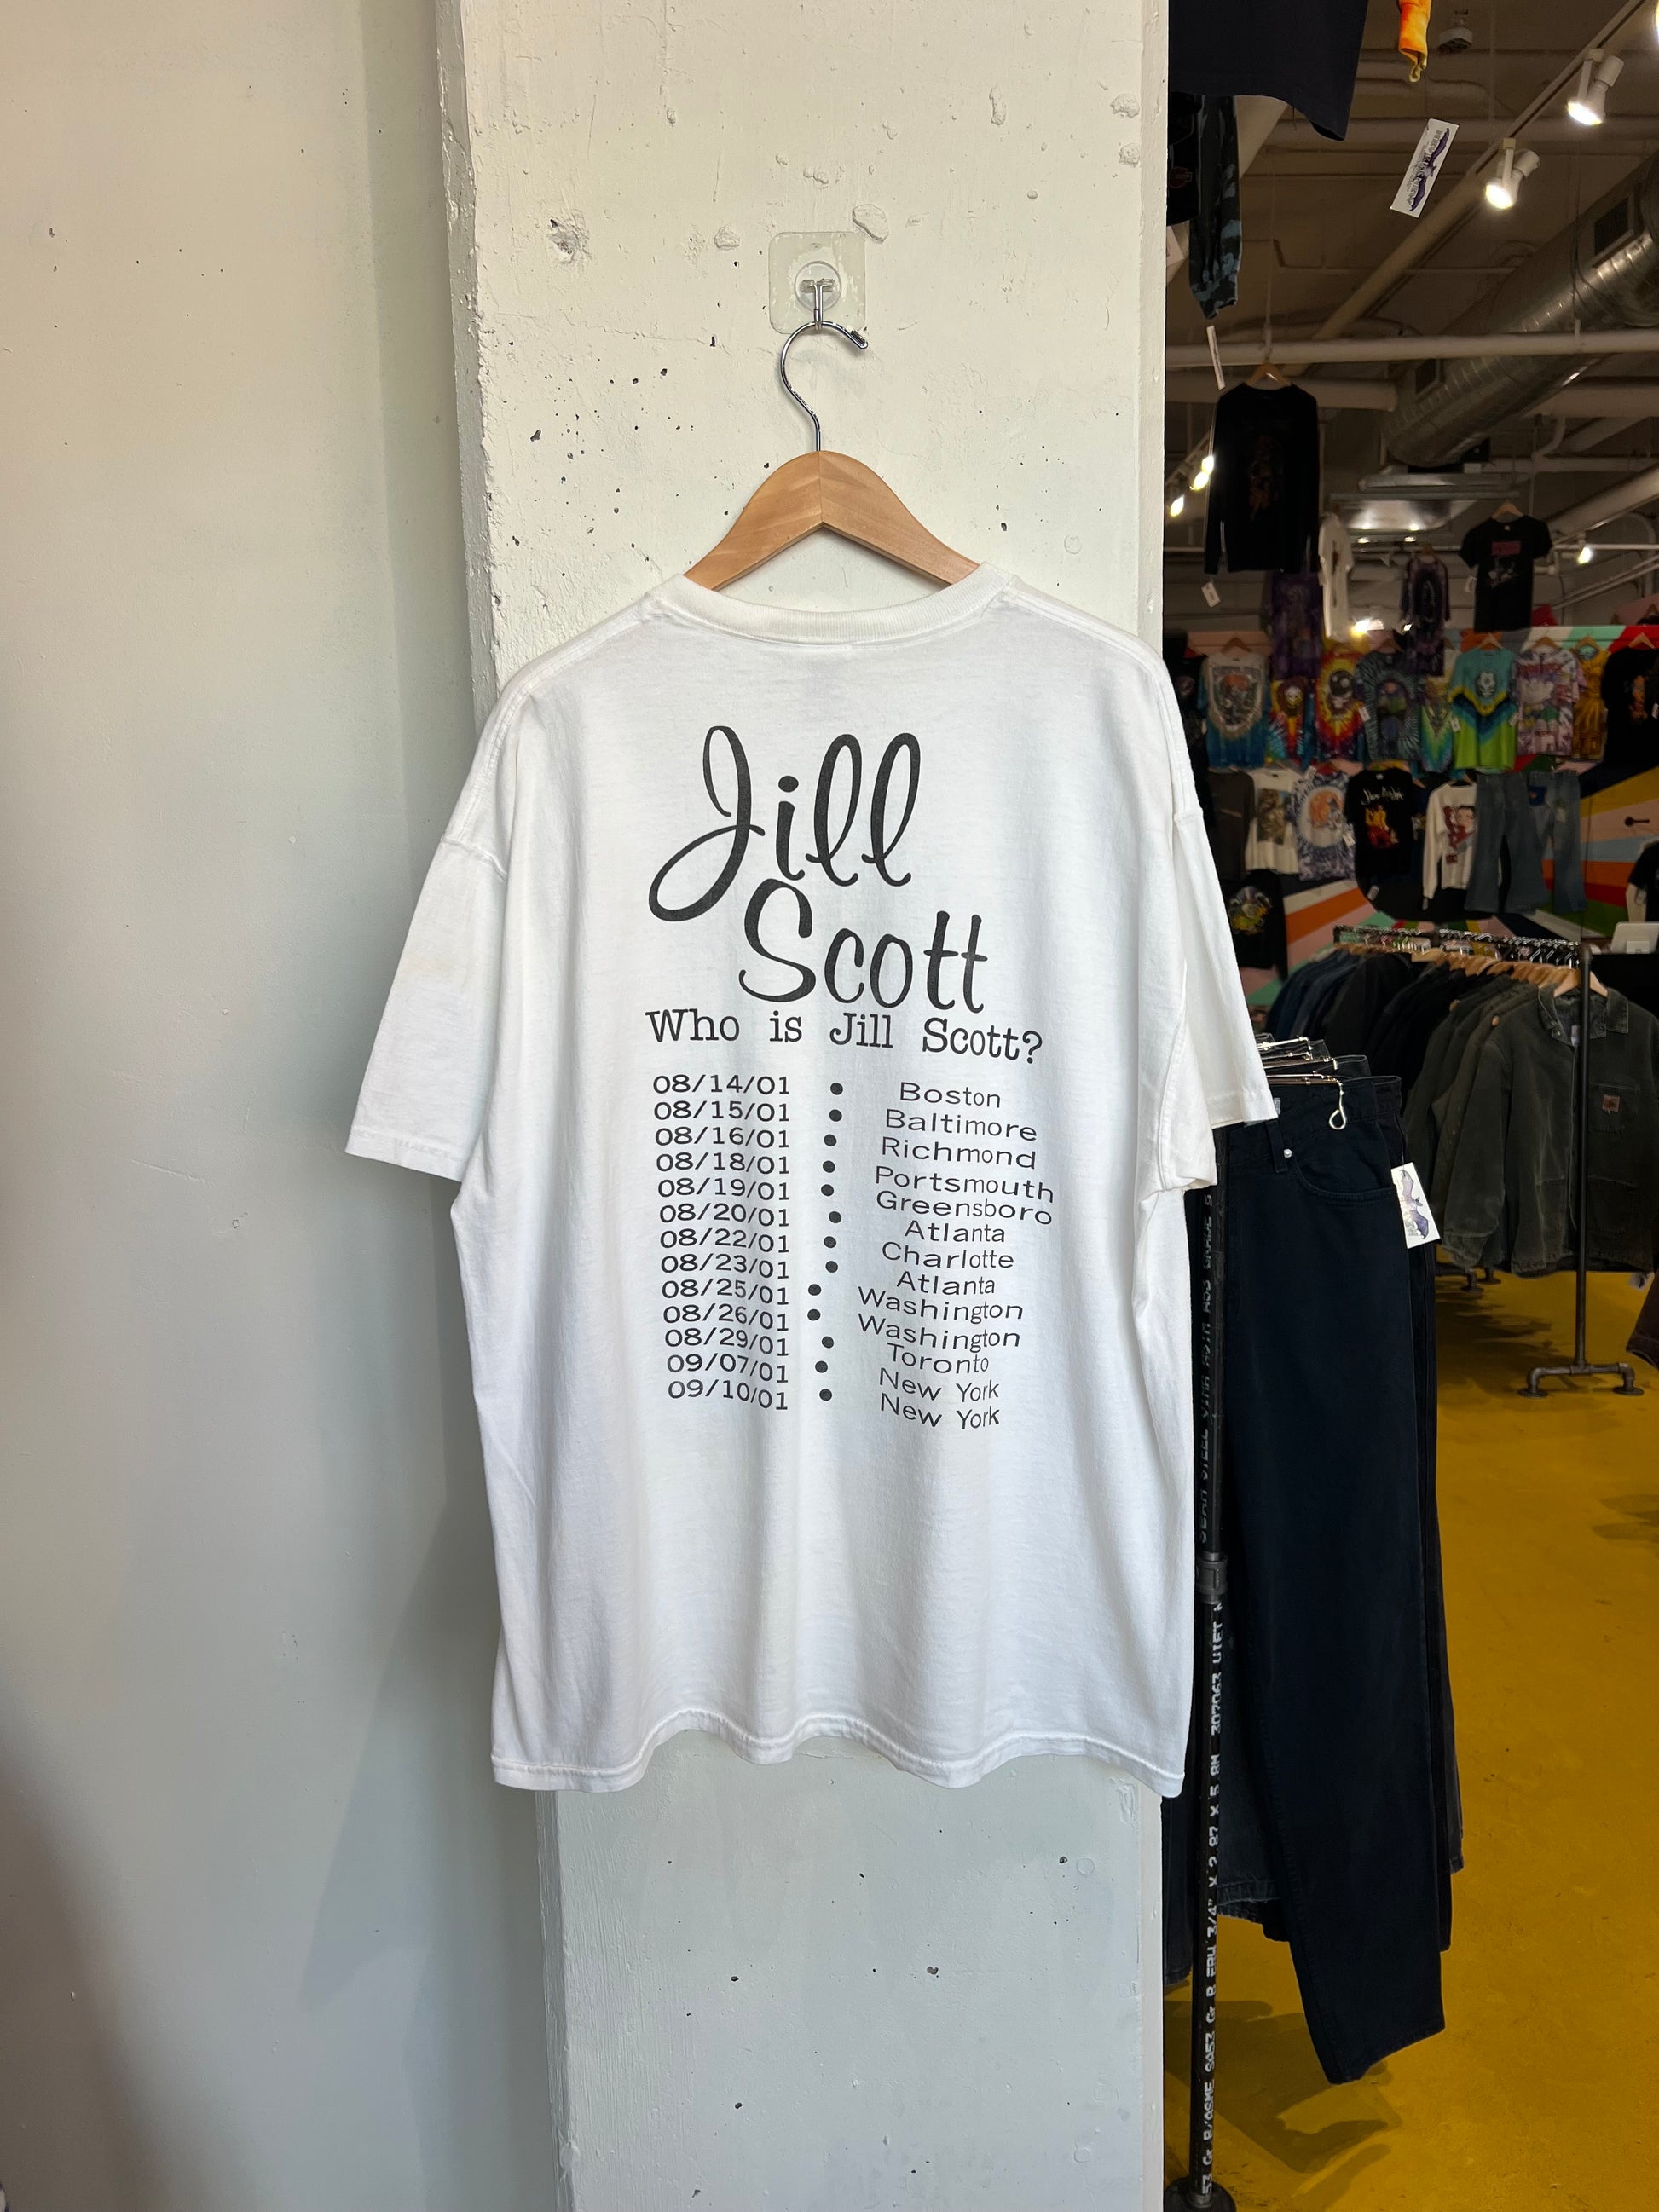 Jill
Scott
Who is Jill Scott?
08/14/01 • Boston
08/15/01 • Baltimore
08/16/01 • Richmond
08/18/01 • Portsmouth
08/19/01 • Greensboro
08/20/01 • Atlanta
08/22/01 • Charlotte
08/23/01 • Atlanta
08/25/01 • Washington
08/26/01 • Washington
08/29/01 • Toronto
09/07/01 • New York
09/10/01 • New York